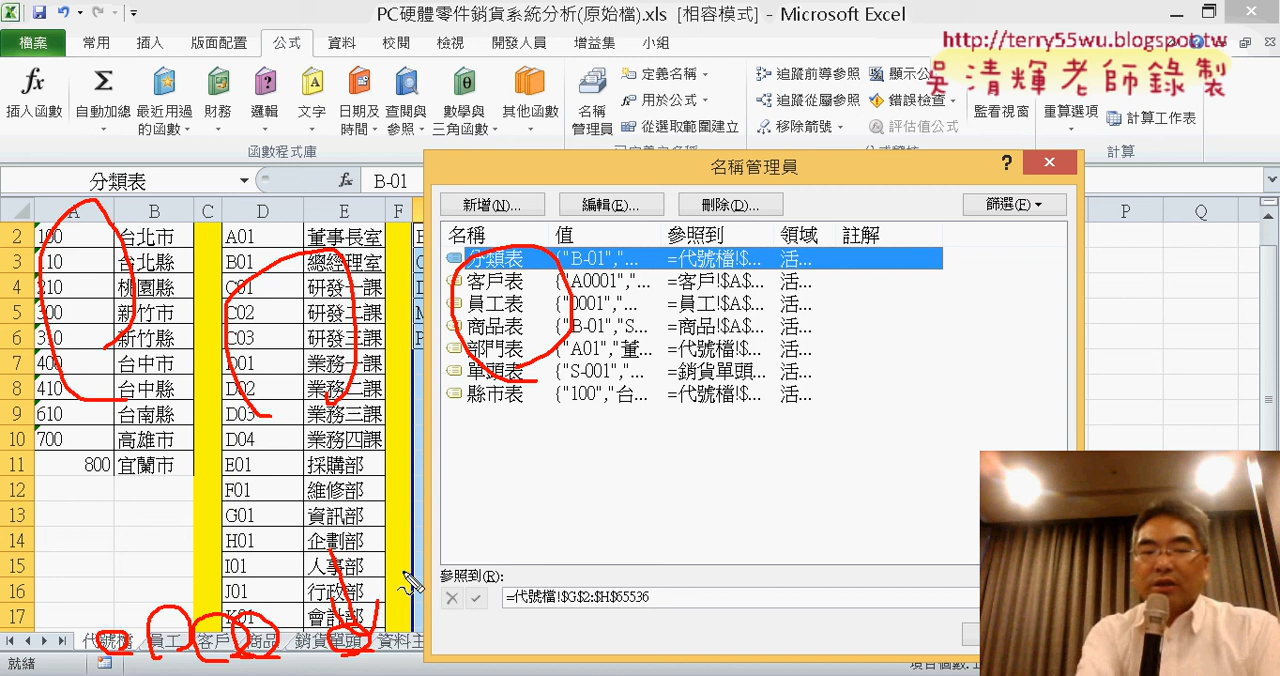 PC硬體零件銷貨系統分析(原始檔).xls [相容模式] - Microsoft Excel
檔案 常用 插入 版面配置 公式 資料 校閱 檢視 開發人員 增益集 小組
http://terry55wu.blogspot.tw
吳清輝老師錄製
插入函數 自動加總 最近用過的函數 財務 邏輯 文字 日期及時間 查閱與參照 數學與三角函數 其他函數
名稱管理員 定義名稱 用於公式 從選取範圍建立
追蹤前導參照 追蹤從屬參照 移除箭號 顯示公 錯誤檢查 評估值公式 監看視窗
重算選項 計算工作表
函數程式庫 計算
分類表 fx B-01
A B C D E F P Q
2 100 台北市 A01 董事長室
3 110 台北縣 B01 總經理室
4 210 桃園縣 C01 研發一課
5 300 新竹市 C02 研發二課
6 310 新竹縣 C03 研發三課
7 400 台中市 D01 業務一課
8 410 台中縣 D02 業務二課
9 610 台南縣 D03 業務三課
10 700 高雄市 D04 業務四課
11 800 宜蘭市 E01 採購部
12 F01 維修部
13 G01 資訊部
14 H01 企劃部
15 I01 人事部
16 J01 行政部
17 K01 會計部
名稱管理員
新增(N)... 編輯(E)... 刪除(D)... 篩選(F)
名稱 值 參照到 領域 註解
分類表 {"B-01","... =代號檔!$... 活...
客戶表 {"A0001","... =客戶!$A$... 活...
員工表 {"0001","... =員工!$A$... 活...
商品表 {"B-01","S... =商品!$A$... 活...
部門表 {"A01","董... =代號檔!$... 活...
單頭表 {"S-001","... =銷貨單頭... 活...
縣市表 {"100","台... =代號檔!$... 活...
參照到(R):
=代號檔!$G$2:$H$65536
代號檔 員工 客戶 商品 銷貨單頭 資料主
就緒